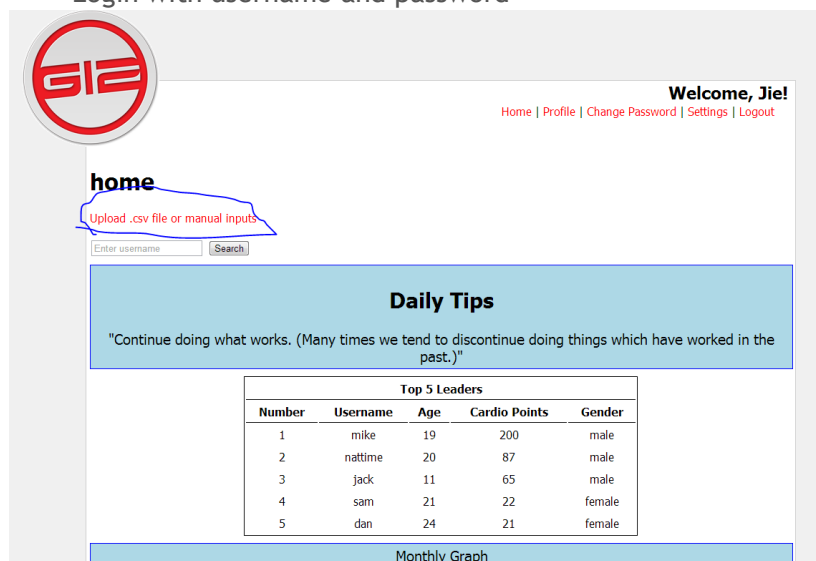 Login with username and password
G12
Welcome, Jie!
Home | Profile | Change Password | Settings | Logout
home
Upload .csv file or manual inputs
Enter username Search
Daily Tips
"Continue doing what works. (Many times we tend to discontinue doing things which have worked in the
past.)"
Top 5 Leaders
Number Username Age Cardio Points Gender
1 mike 19 200 male
2 nattime 20 87 male
3 jack 11 65 male
4 sam 21 22 female
5 dan 24 21 female
Monthly Graph